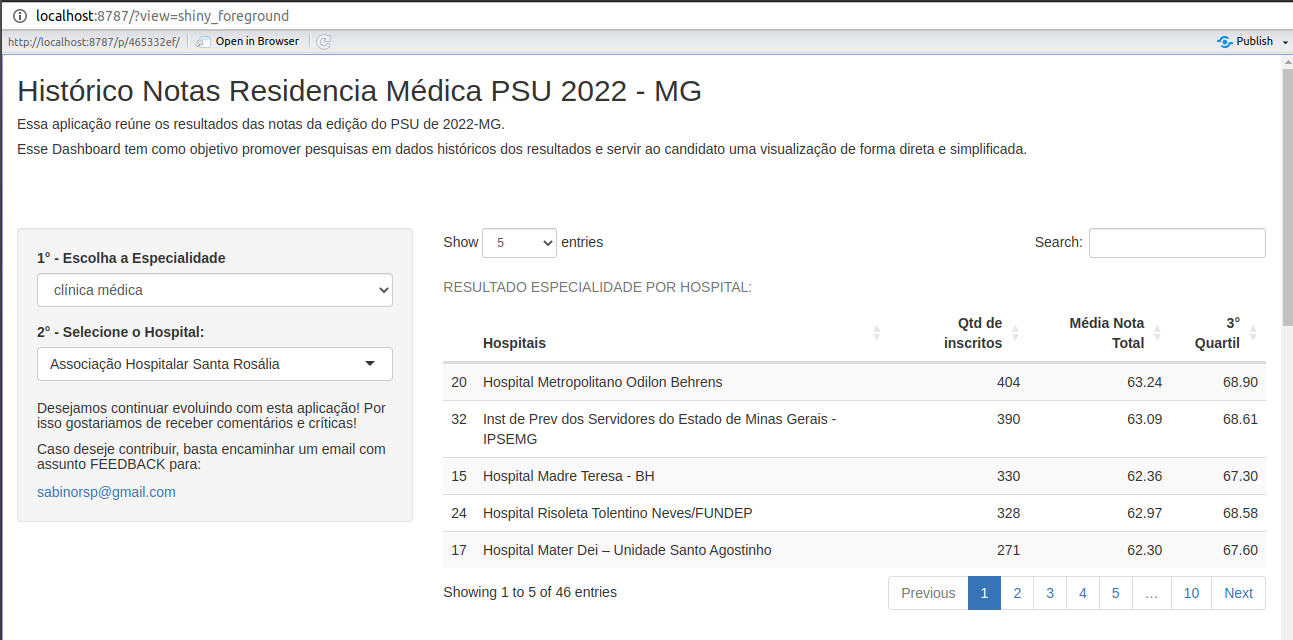 localhost:8787/?view=shiny_foreground
http://localhost:8787/p/465332ef/ Open in Browser Publish
Histórico Notas Residencia Médica PSU 2022 - MG
Essa aplicação reúne os resultados das notas da edição do PSU de 2022-MG.
Esse Dashboard tem como objetivo promover pesquisas em dados históricos dos resultados e servir ao candidato uma visualização de forma direta e simplificada.
1° - Escolha a Especialidade
clínica médica
2° - Selecione o Hospital:
Associação Hospitalar Santa Rosália
Desejamos continuar evoluindo com esta aplicação! Por
isso gostariamos de receber comentários e críticas!
Caso deseje contribuir, basta encaminhar um email com
assunto FEEDBACK para:
sabinorsp@gmail.com
Show 5 entries Search:
RESULTADO ESPECIALIDADE POR HOSPITAL:
Qtd de Média Nota 3°
Hospitais inscritos Total Quartil
20 Hospital Metropolitano Odilon Behrens 404 63.24 68.90
32 Inst de Prev dos Servidores do Estado de Minas Gerais - 390 63.09 68.61
IPSEMG
15 Hospital Madre Teresa - BH 330 62.36 67.30
24 Hospital Risoleta Tolentino Neves/FUNDEP 328 62.97 68.58
17 Hospital Mater Dei – Unidade Santo Agostinho 271 62.30 67.60
Showing 1 to 5 of 46 entries Previous 1 2 3 4 5 … 10 Next